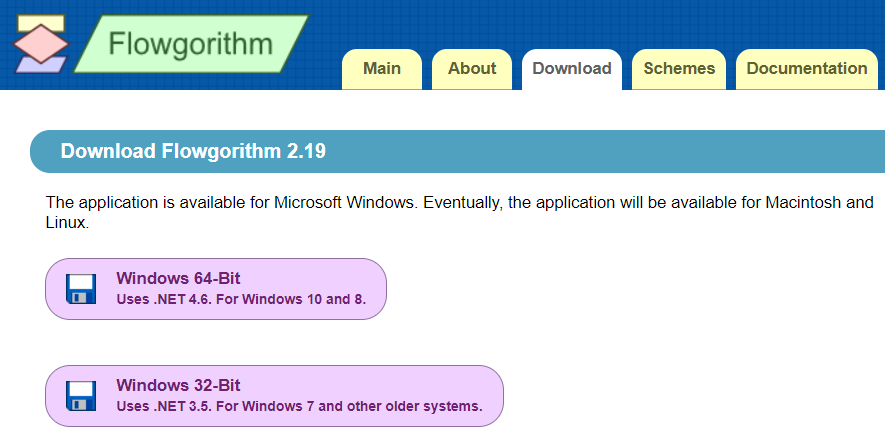 Flowgorithm
Main
About
Download
Schemes
Documentation
Download Flowgorithm 2.19
The application is available for Microsoft Windows. Eventually, the application will be available for Macintosh and
Linux.
Windows 64-Bit
Uses .NET 4.6. For Windows 10 and 8.
Windows 32-Bit
Uses .NET 3.5. For Windows 7 and other older systems.